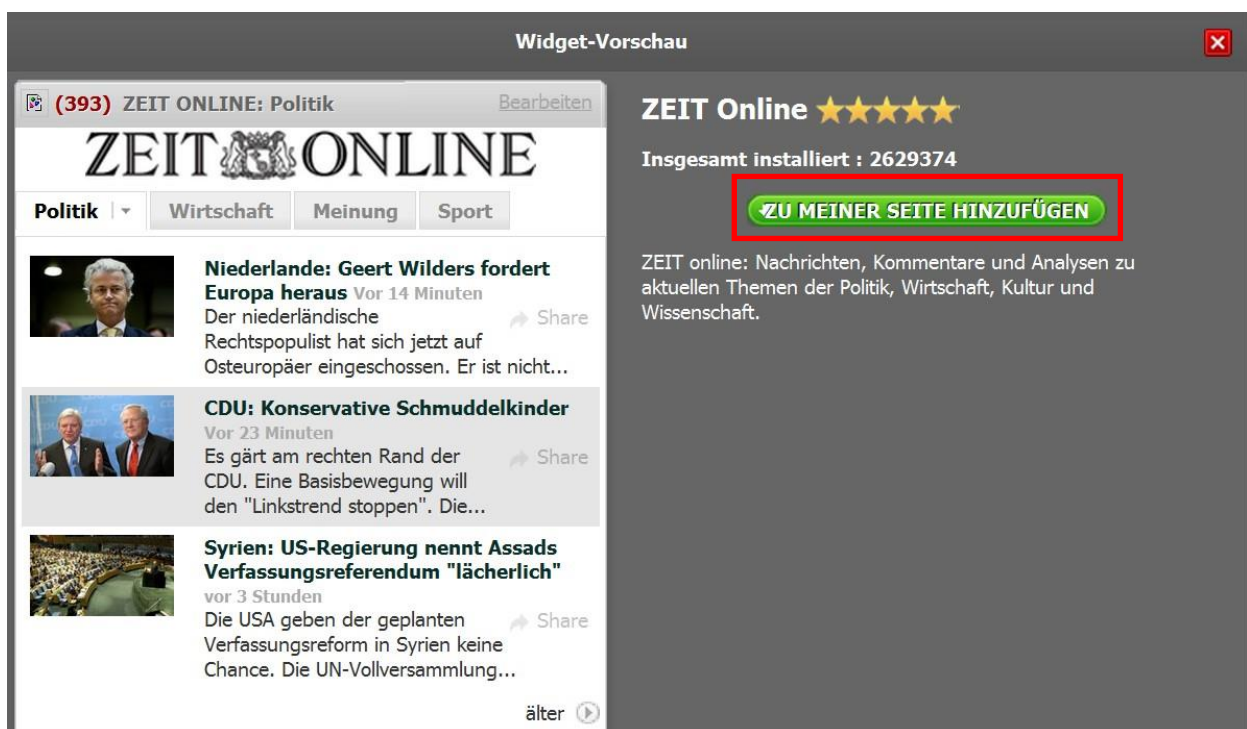 Widget-Vorschau
(393) ZEIT ONLINE: Politik
Bearbeiten
ZEIT ONLINE
Politik
Wirtschaft
Meinung
Sport
Niederlande: Geert Wilders fordert
Europa heraus Vor 14 Minuten
Der niederländische
Share
Rechtspopulist hat sich jetzt auf
Osteuropäer eingeschossen. Er ist nicht...
CDU: Konservative Schmuddelkinder
Vor 23 Minuten
Es gärt am rechten Rand der
Share
CDU. Eine Basisbewegung will
den "Linkstrend stoppen". Die...
Syrien: US-Regierung nennt Assads
Verfassungsreferendum "lächerlich"
vor 3 Stunden
Die USA geben der geplanten
Share
Verfassungsreform in Syrien keine
Chance. Die UN-Vollversammlung...
älter
ZEIT Online
Insgesamt installiert : 2629374
ZU MEINER SEITE HINZUFÜGEN
ZEIT online: Nachrichten, Kommentare und Analysen zu
aktuellen Themen der Politik, Wirtschaft, Kultur und
Wissenschaft.